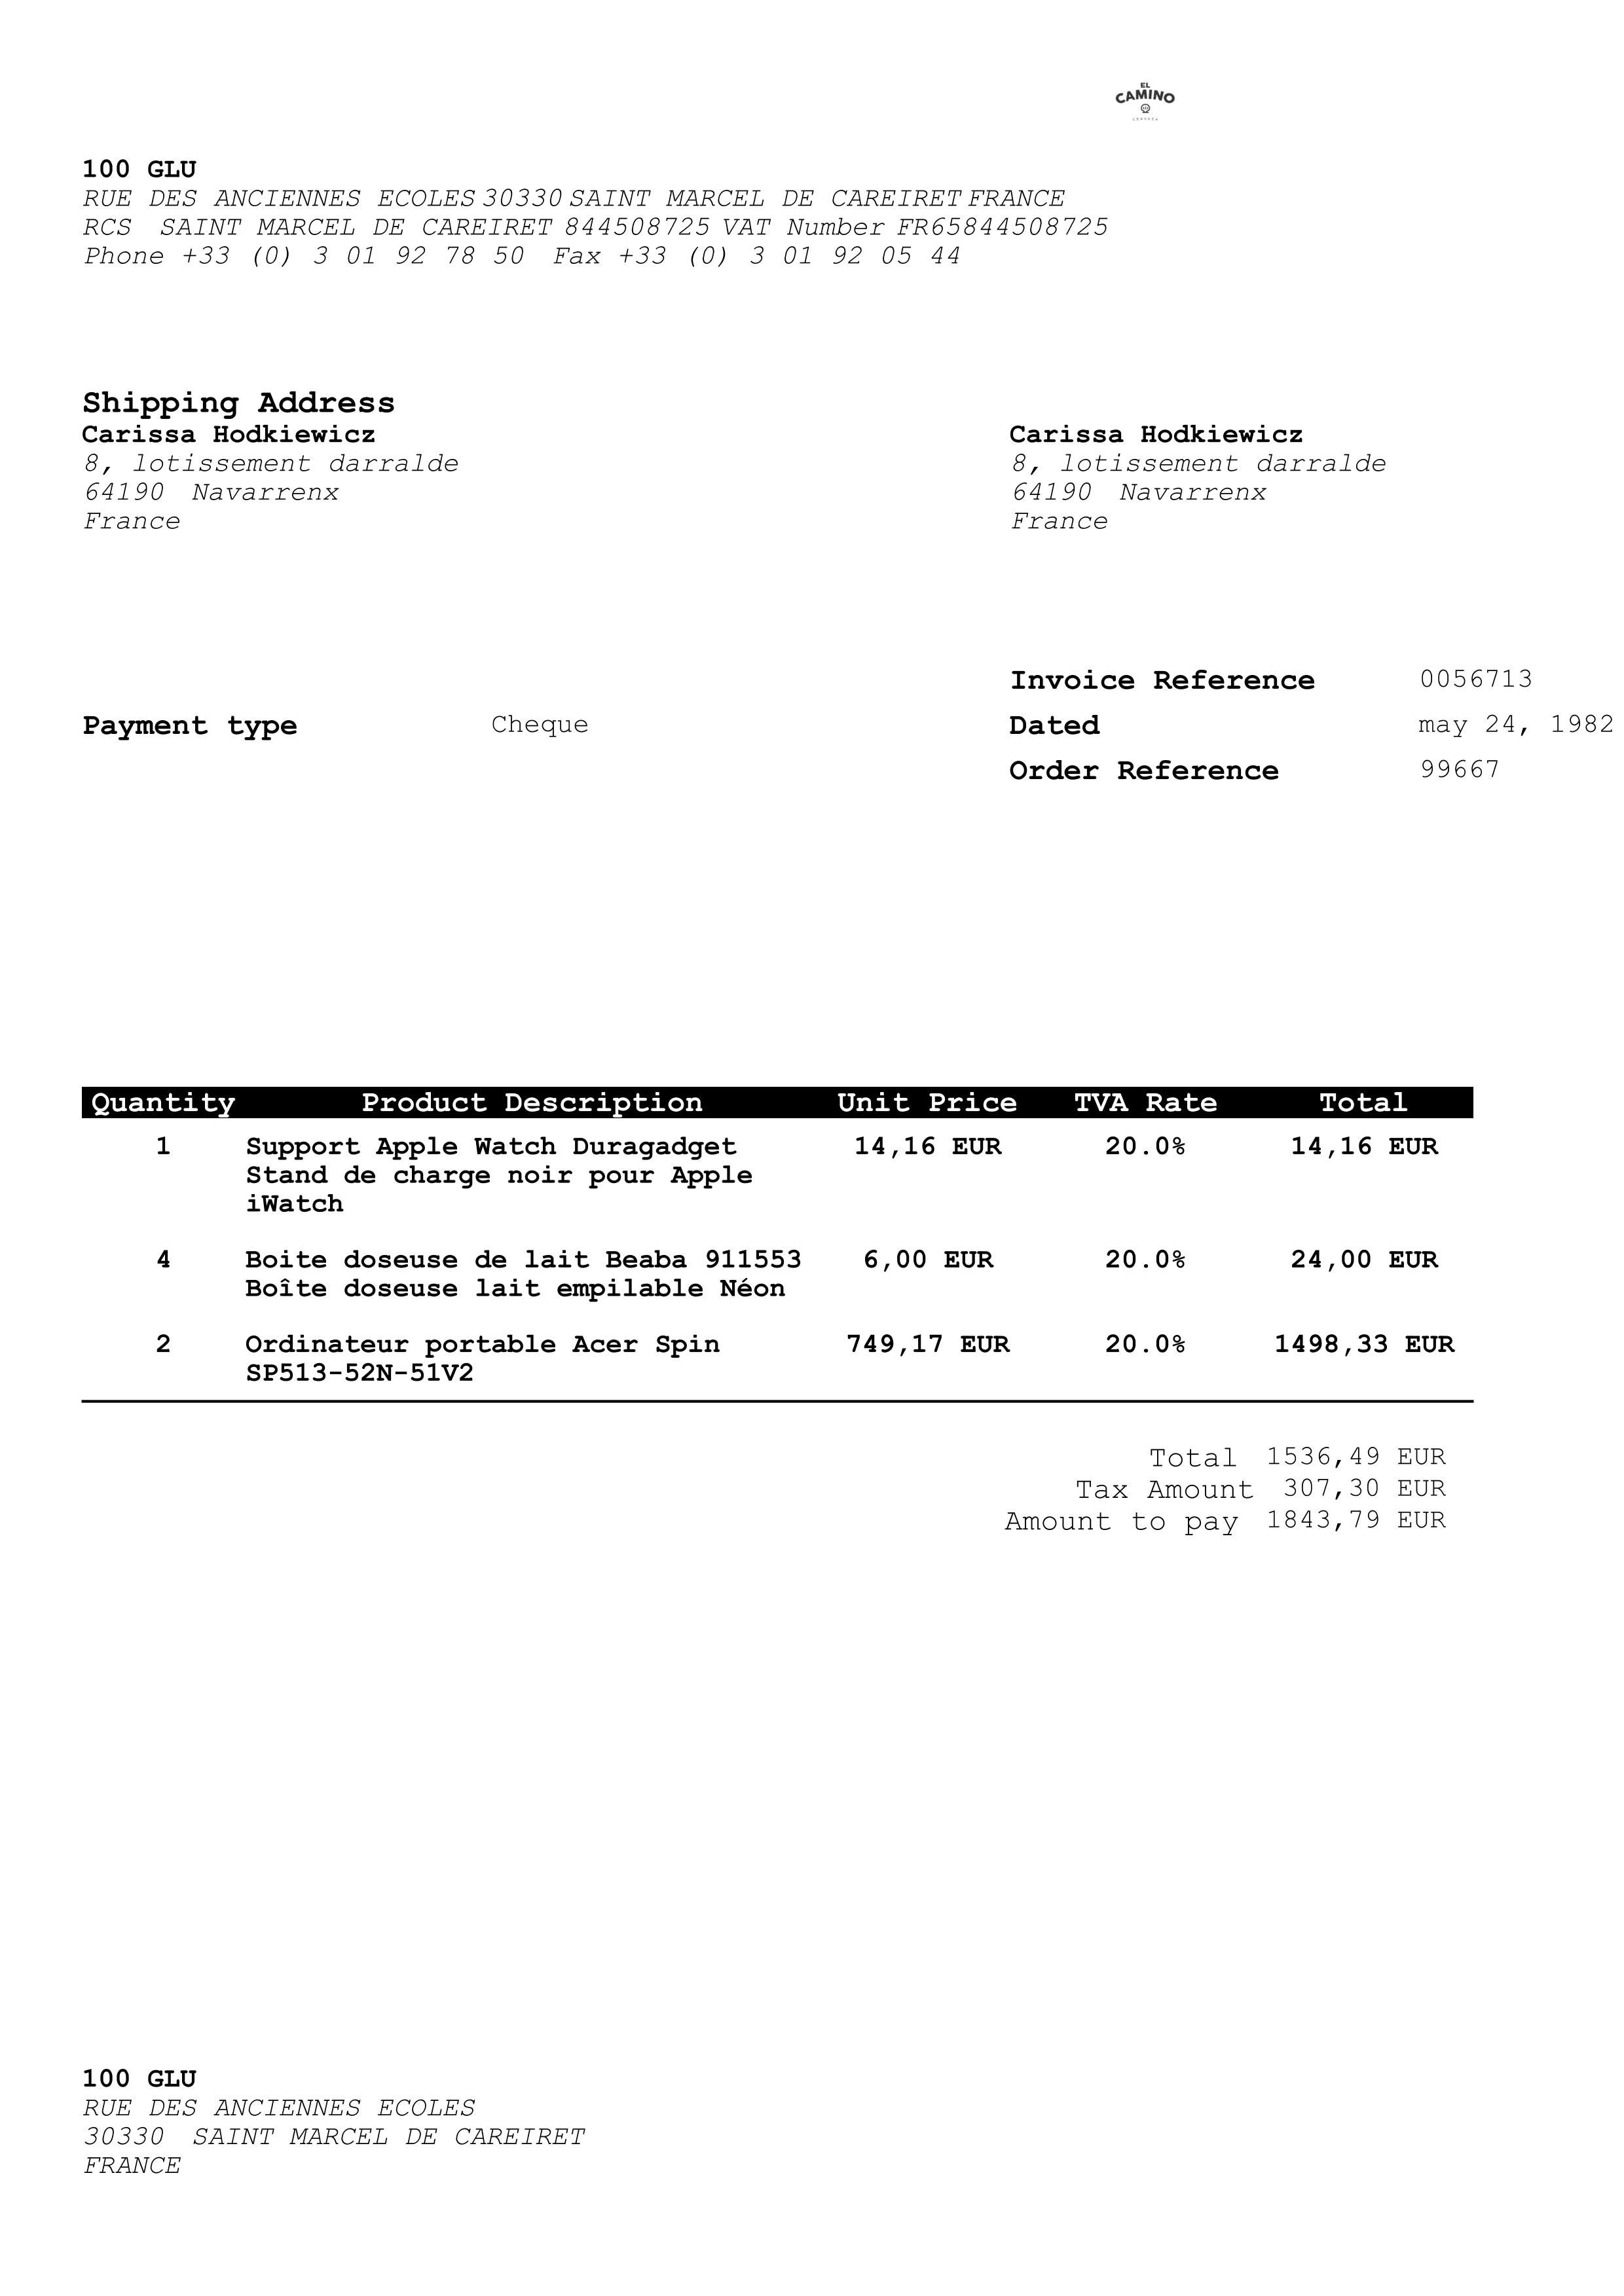 EL
CAMINO
CERVEZA
100 GLU
RUE DES ANCIENNES ECOLES 30330 SAINT MARCEL DE CAREIRET FRANCE
RCS SAINT MARCEL DE CAREIRET 844508725 VAT Number FR65844508725
Phone +33 (0) 3 01 92 78 50 Fax +33 (0) 3 01 92 05 44
Shipping Address
Carissa Hodkiewicz
8, lotissement darralde
64190 Navarrenx
France
Carissa Hodkiewicz
8, lotissement darralde
64190 Navarrenx
France
Invoice Reference 0056713
Payment type Cheque
Dated may 24, 1982
Order Reference 99667
Quantity Product Description Unit Price TVA Rate Total
1 Support Apple Watch Duragadget 14,16 EUR 20.0% 14,16 EUR
Stand de charge noir pour Apple
iWatch
4 Boite doseuse de lait Beaba 911553 6,00 EUR 20.0% 24,00 EUR
Boîte doseuse lait empilable Néon
2 Ordinateur portable Acer Spin 749,17 EUR 20.0% 1498,33 EUR
SP513-52N-51V2
Total 1536,49 EUR
Tax Amount 307,30 EUR
Amount to pay 1843,79 EUR
100 GLU
RUE DES ANCIENNES ECOLES
30330 SAINT MARCEL DE CAREIRET
FRANCE